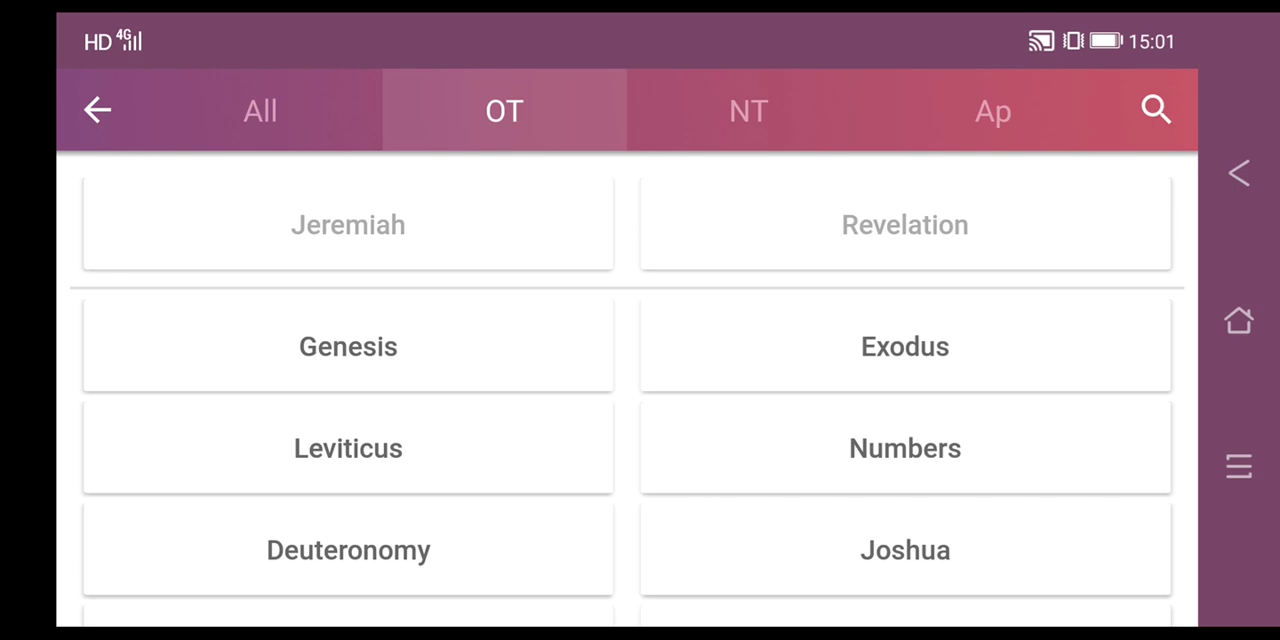 HD 4G 15:01
All OT NT Ap
Jeremiah Revelation
Genesis Exodus
Leviticus Numbers
Deuteronomy Joshua